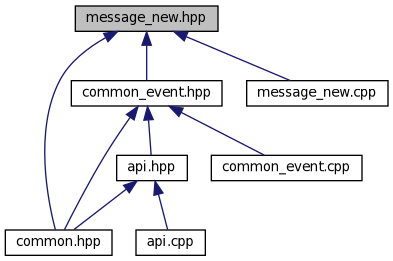 message_new.hpp
common_event.hpp
message_new.cpp
api.hpp
common_event.cpp
common.hpp
api.cpp